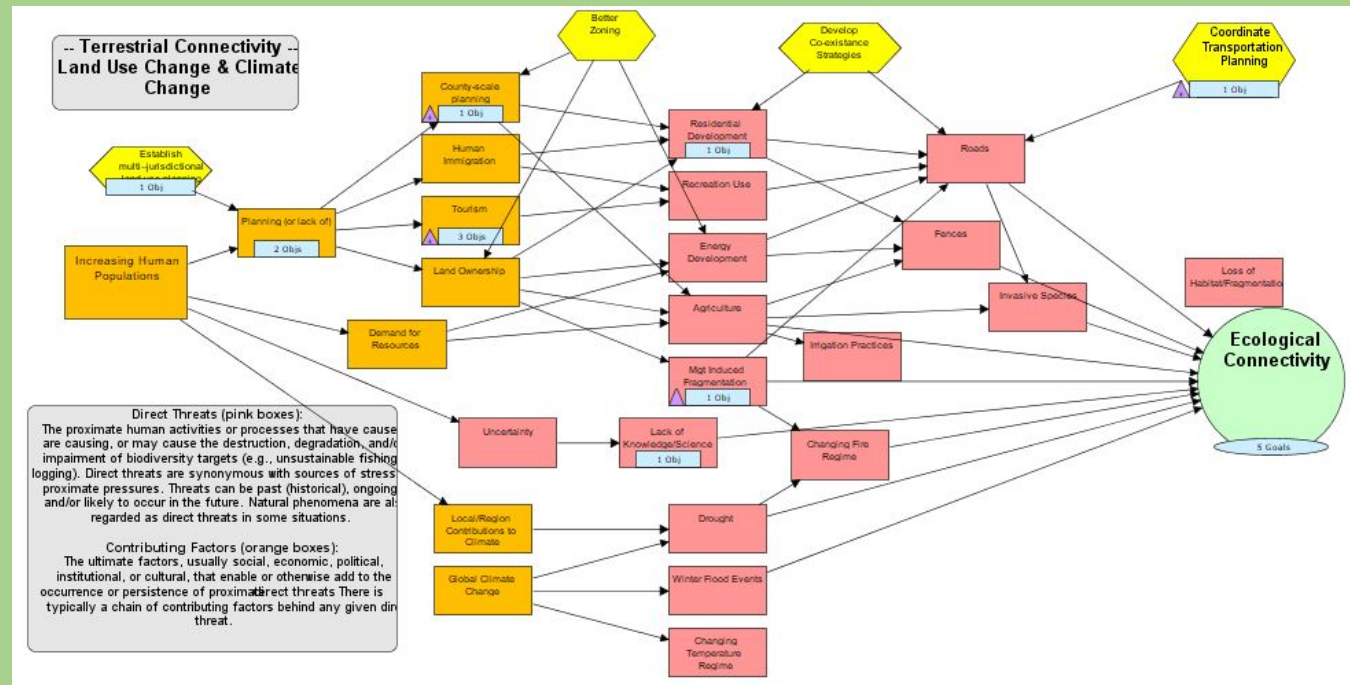 -- Terrestrial Connectivity --
Land Use Change & Climate
Change
Better
Zoning
Develop
Co-existance
Strategies
Coordinate
Transportation
Planning
1 Obj
County-scale
planning
1 Obj
Residential
Development
1 Obj
Roads
Human
Immigration
Establish
multi-jurisdictional
land use planning
1 Obj
Recreation Use
Tourism
3 Objs
Planning (or lack of)
2 Objs
Energy
Development
Fences
Increasing Human
Populations
Land Ownership
Loss of
Habitat/Fragmentatio
Agriculture
Invasive Species
Demand for
Resources
Irrigation Practices
Ecological
Connectivity
5 Goals
Mgt Induced
Fragmentation
1 Obj
Uncertainty
Lack of
Knowledge/Science
1 Obj
Changing Fire
Regime
Direct Threats (pink boxes):
The proximate human activities or processes that have cause
are causing, or may cause the destruction, degradation, and/o
impairment of biodiversity targets (e.g., unsustainable fishing
logging). Direct threats are synonymous with sources of stress
proximate pressures. Threats can be past (historical), ongoing
and/or likely to occur in the future. Natural phenomena are als
regarded as direct threats in some situations.
Contributing Factors (orange boxes):
The ultimate factors, usually social, economic, political,
institutional, or cultural, that enable or otherwise add to the
occurrence or persistence of proximate direct threats There is
typically a chain of contributing factors behind any given dire
threat.
Local/Region
Contributions to
Climate
Drought
Global Climate
Change
Winter Flood Events
Changing
Temperature
Regime